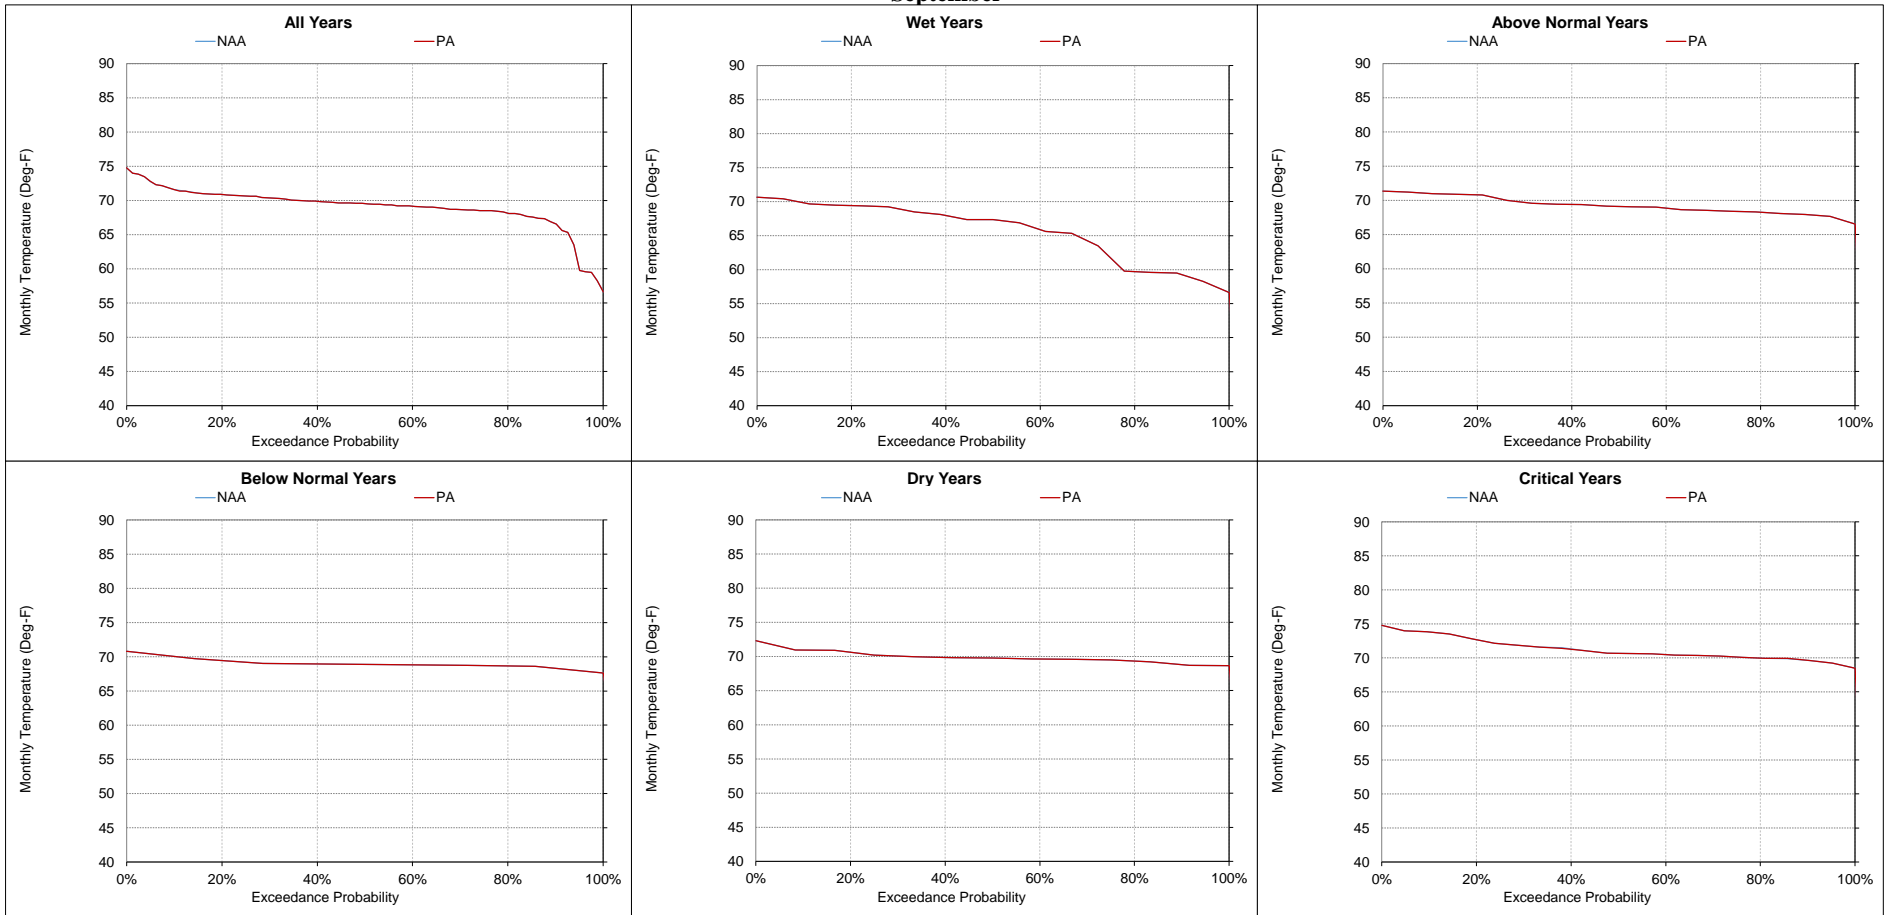 September
All Years
NAA PA
90
85
80
75
70
65
60
55
50
45
40
Monthly Temperature (Deg-F)
0% 20% 40% 60% 80% 100%
Exceedance Probability
Wet Years
NAA PA
90
85
80
75
70
65
60
55
50
45
40
Monthly Temperature (Deg-F)
0% 20% 40% 60% 80% 100%
Exceedance Probability
Above Normal Years
NAA PA
90
85
80
75
70
65
60
55
50
45
40
Monthly Temperature (Deg-F)
0% 20% 40% 60% 80% 100%
Exceedance Probability
Below Normal Years
NAA PA
90
85
80
75
70
65
60
55
50
45
40
Monthly Temperature (Deg-F)
0% 20% 40% 60% 80% 100%
Exceedance Probability
Dry Years
NAA PA
90
85
80
75
70
65
60
55
50
45
40
Monthly Temperature (Deg-F)
0% 20% 40% 60% 80% 100%
Exceedance Probability
Critical Years
NAA PA
90
85
80
75
70
65
60
55
50
45
40
Monthly Temperature (Deg-F)
0% 20% 40% 60% 80% 100%
Exceedance Probability